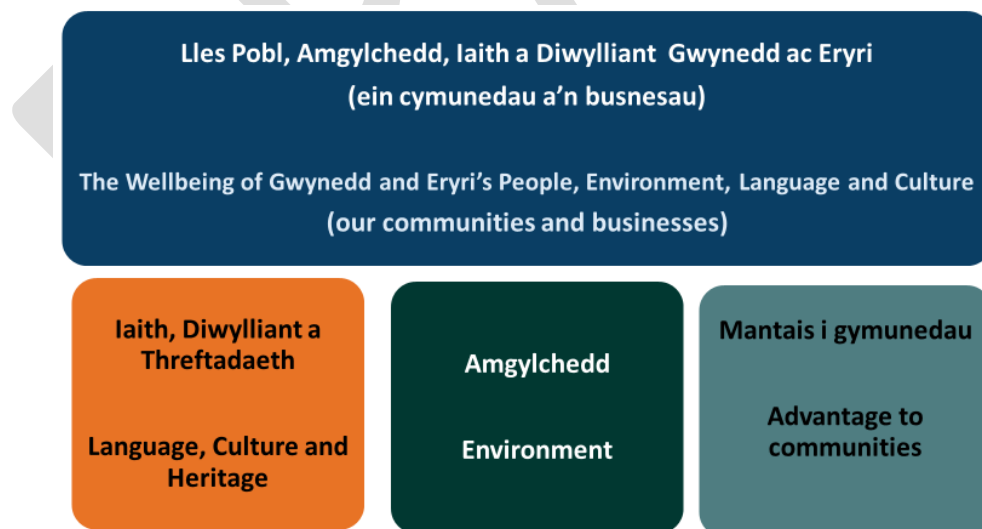 Lles Pobl, Amgylchedd, Iaith a Diwylliant Gwynedd ac Eryri
(ein cymunedau a'n busnesau)
The Wellbeing of Gwynedd and Eryri's People, Environment, Language and Culture
(our communities and businesses)
Iaith, Diwylliant a
Threftadaeth
Language, Culture and
Heritage
Amgylchedd
Environment
Mantais i gymunedau
Advantage to
communities